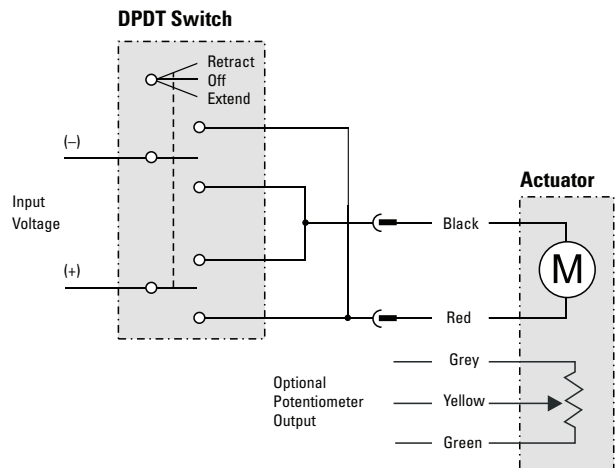 DPDT Switch
Retract
Off
Extend
(–)
Input
Voltage
(+)
Actuator
Black
M
Red
Grey
Optional
Potentiometer
Output
Yellow
Green